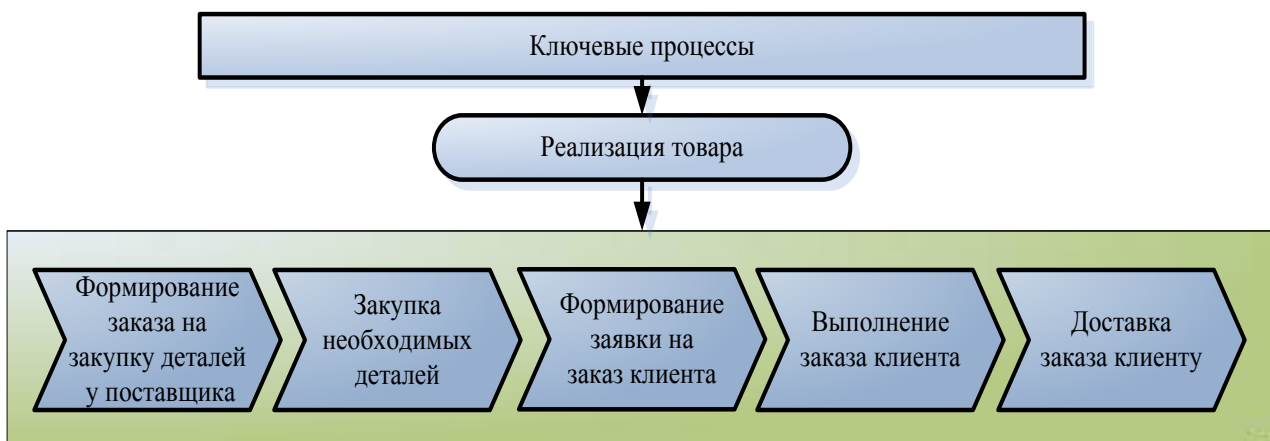 Ключевые процессы
Реализация товара
Формирование
заказа на
закупку деталей
у поставщика
Закупка
необходимых
деталей
Формирование
заявки на
заказ клиента
Выполнение
заказа клиента
Доставка
заказа клиенту